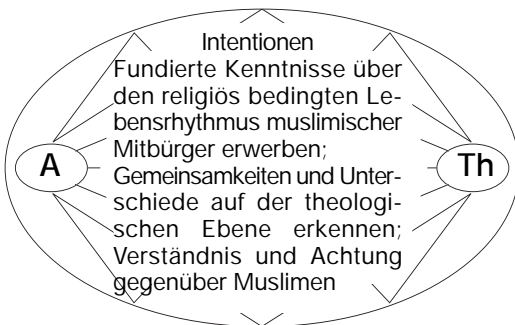 Intentionen
Fundierte Kenntnisse über
den religiös bedingten Le-
bensrhythmus muslimischer
Mitbürger erwerben;
A
Th
Gemeinsamkeiten und Unter-
schiede auf der theologi-
schen Ebene erkennen;
Verständnis und Achtung
gegenüber Muslimen